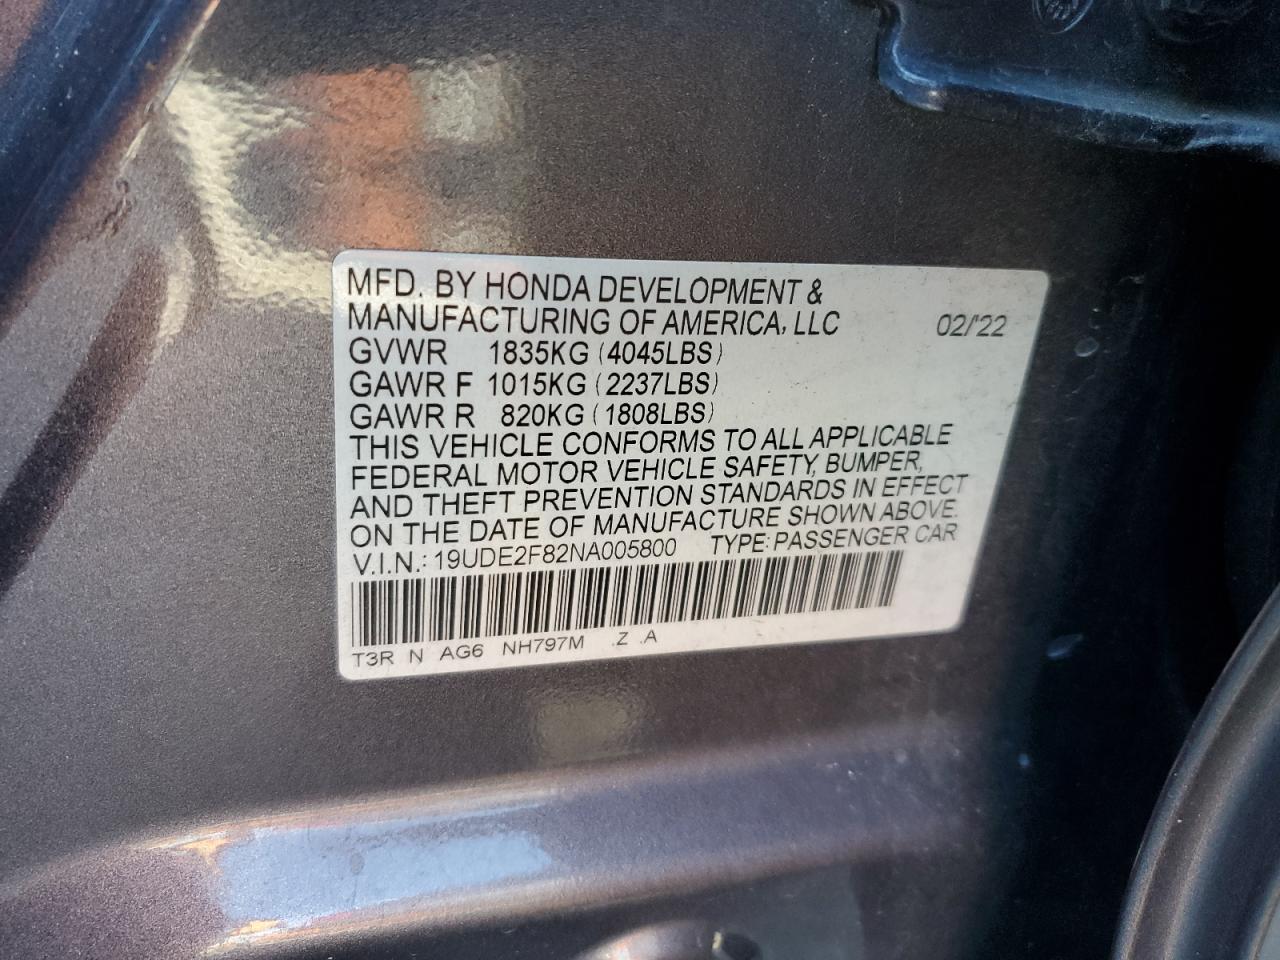 MFD. BY HONDA DEVELOPMENT &
MANUFACTURING OF AMERICA, LLC 02/'22
GVWR 1835KG (4045LBS)
GAWR F 1015KG (2237LBS)
GAWR R 820KG (1808LBS)
THIS VEHICLE CONFORMS TO ALL APPLICABLE
FEDERAL MOTOR VEHICLE SAFETY, BUMPER,
AND THEFT PREVENTION STANDARDS IN EFFECT
ON THE DATE OF MANUFACTURE SHOWN ABOVE.
V.I.N.: 19UDE2F82NA005800 TYPE: PASSENGER CAR
T3R N AG6 NH797M .Z .A